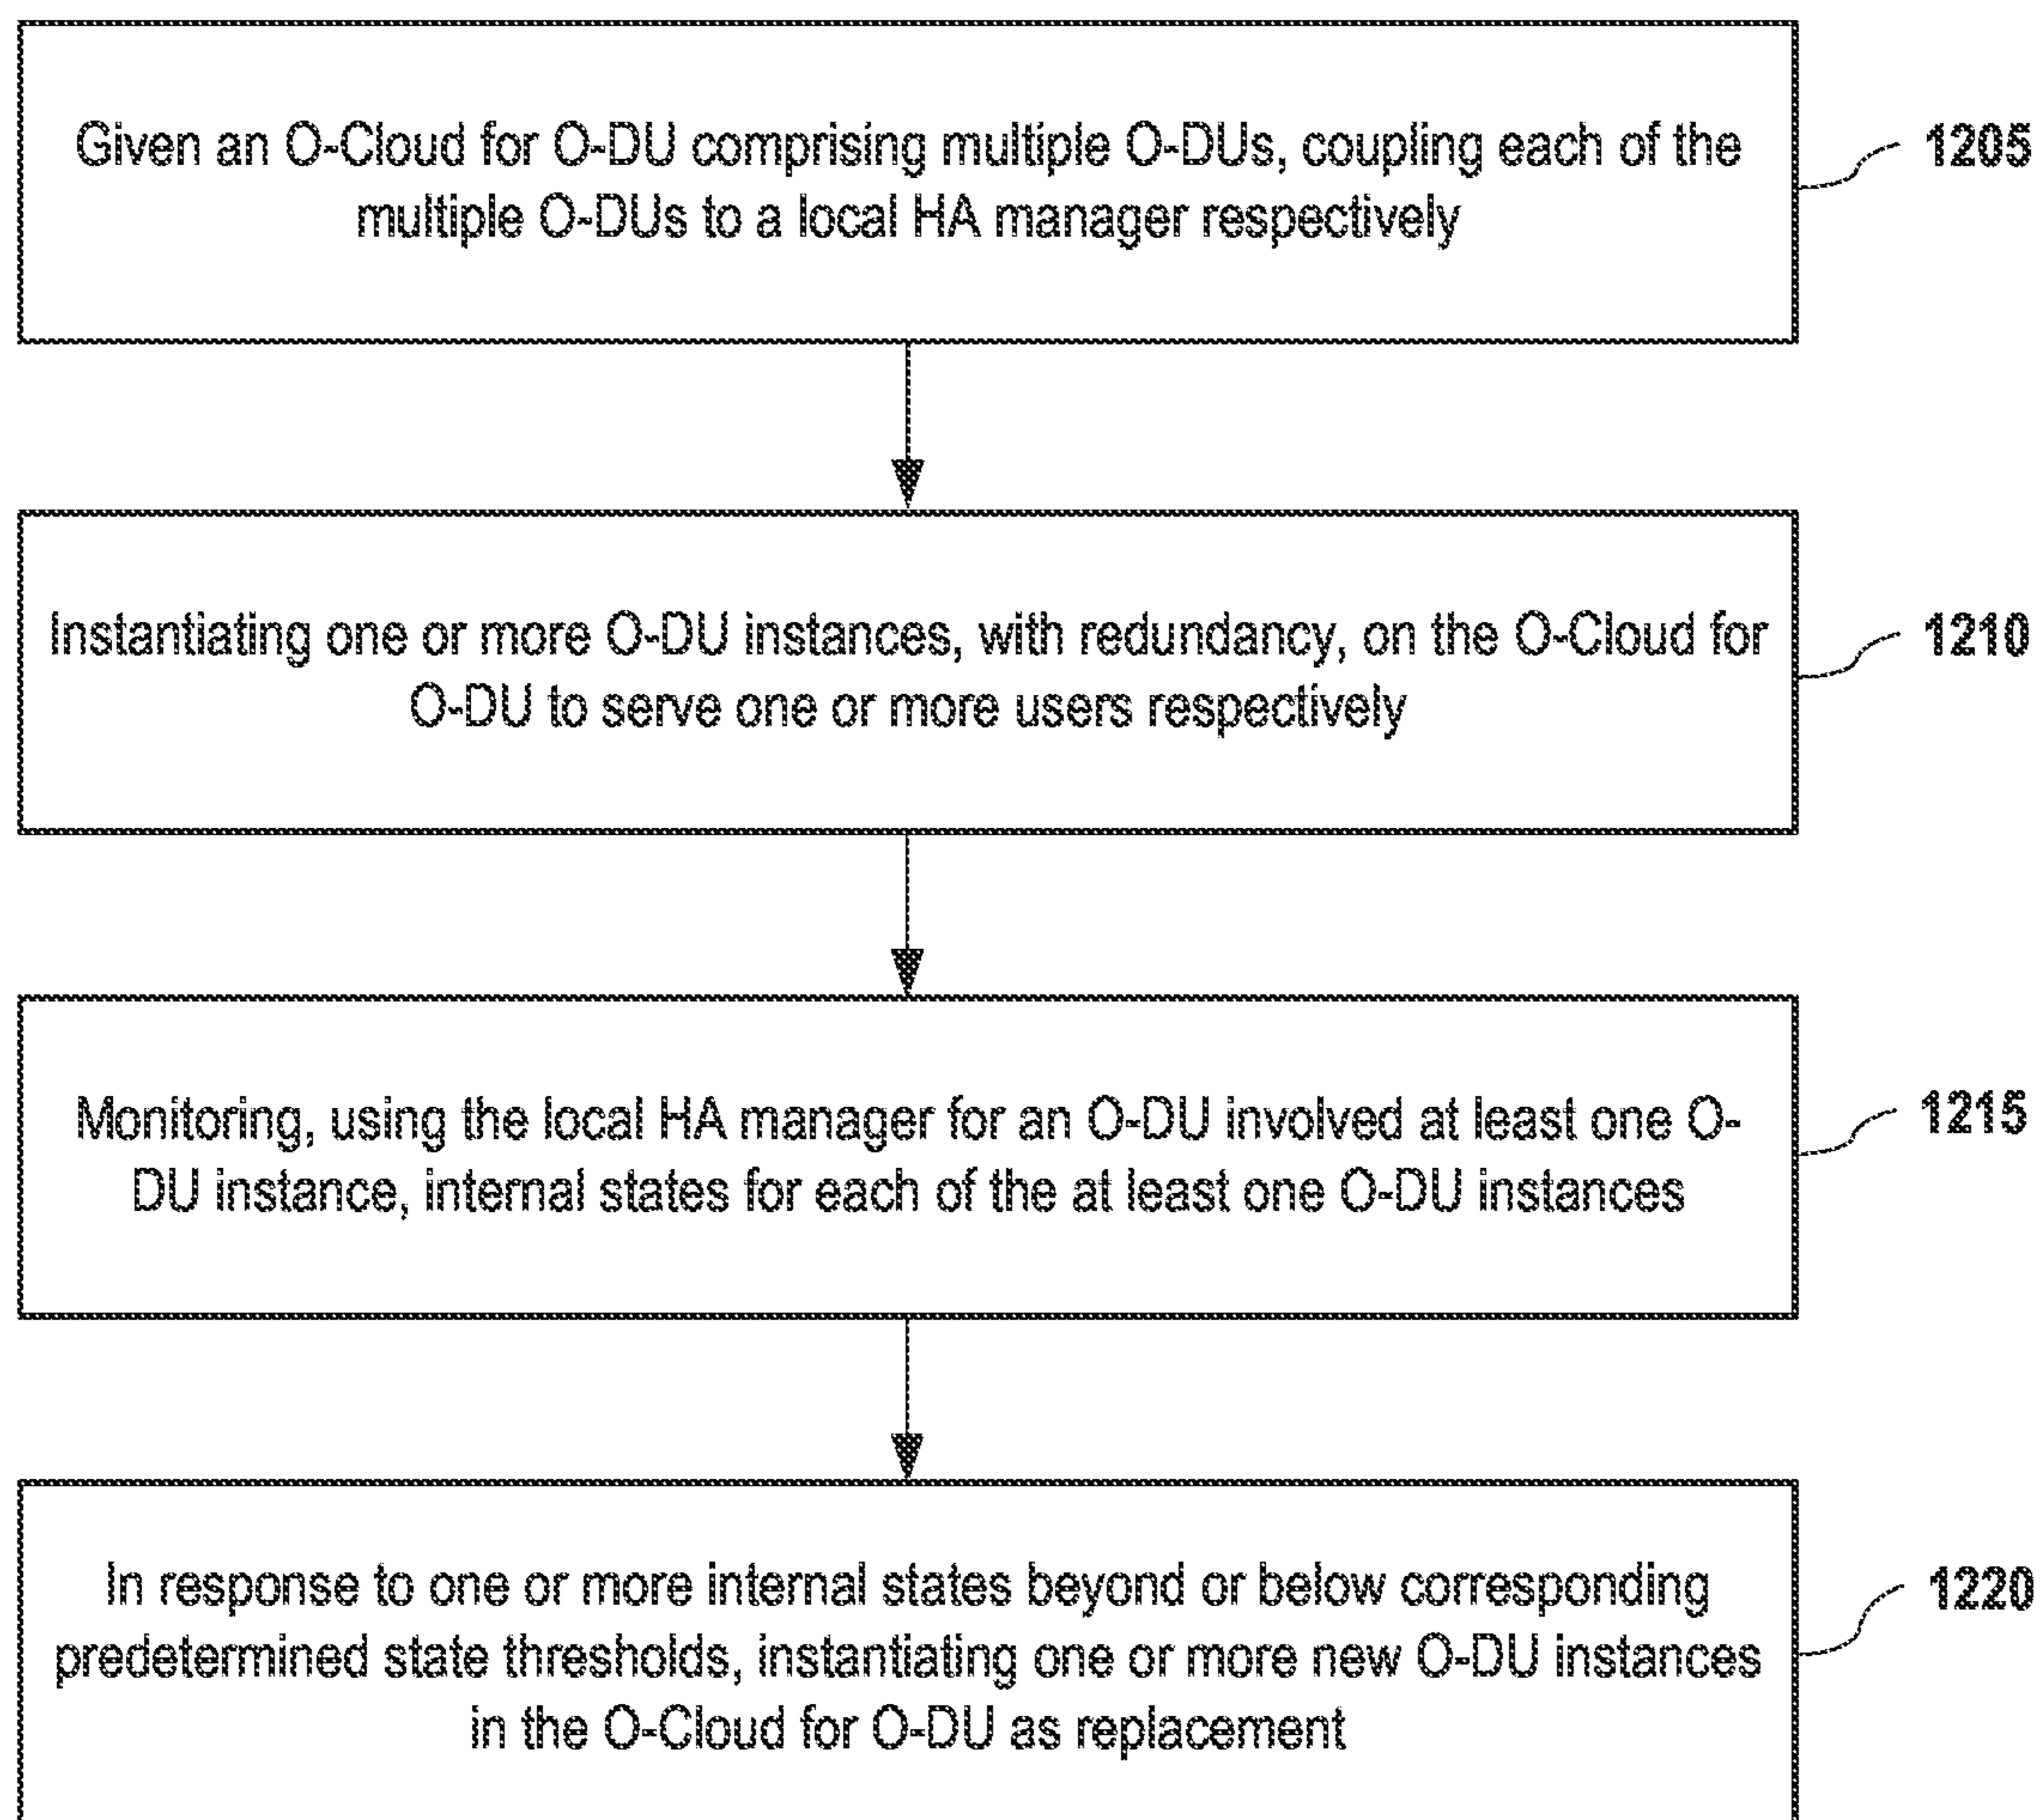 Given an O-Cloud for O-DU comprising multiple O-DUs, coupling each of the
multiple O-DUs to a local HA manager respectively
1205
Instantiating one or more O-DU instances, with redundancy, on the O-Cloud for
O-DU to serve one or more users respectively
1210
Monitoring, using the local HA manager for an O-DU involved at least one O-
DU instance, internal states for each of the at least one O-DU instances
1215
In response to one or more internal states beyond or below corresponding
predetermined state thresholds, instantiating one or more new O-DU instances
in the O-Cloud for O-DU as replacement
1220